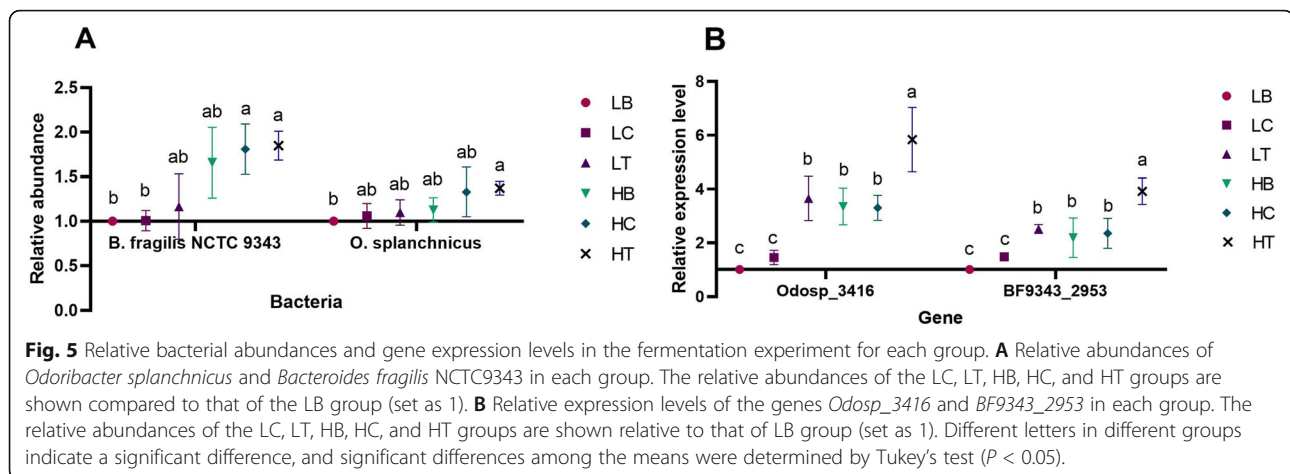 A
2.5
2.0
1.5
1.0
0.5
0.0
Relative abundance
b b ab ab a a
b ab ab ab ab a
B. fragilis NCTC 9343 O. splanchnicus
Bacteria
LB
LC
LT
HB
HC
HT
B
8
6
4
2
0
Relative expression level
c c b b b a
c c b b b a
Odosp_3416 BF9343_2953
Gene
LB
LC
LT
HB
HC
HT
Fig. 5 Relative bacterial abundances and gene expression levels in the fermentation experiment for each group. A Relative abundances of
Odoribacter splanchnicus and Bacteroides fragilis NCTC9343 in each group. The relative abundances of the LC, LT, HB, HC, and HT groups are
shown compared to that of the LB group (set as 1). B Relative expression levels of the genes Odosp_3416 and BF9343_2953 in each group. The
relative abundances of the LC, LT, HB, HC, and HT groups are shown relative to that of LB group (set as 1). Different letters in different groups
indicate a significant difference, and significant differences among the means were determined by Tukey's test (P < 0.05).